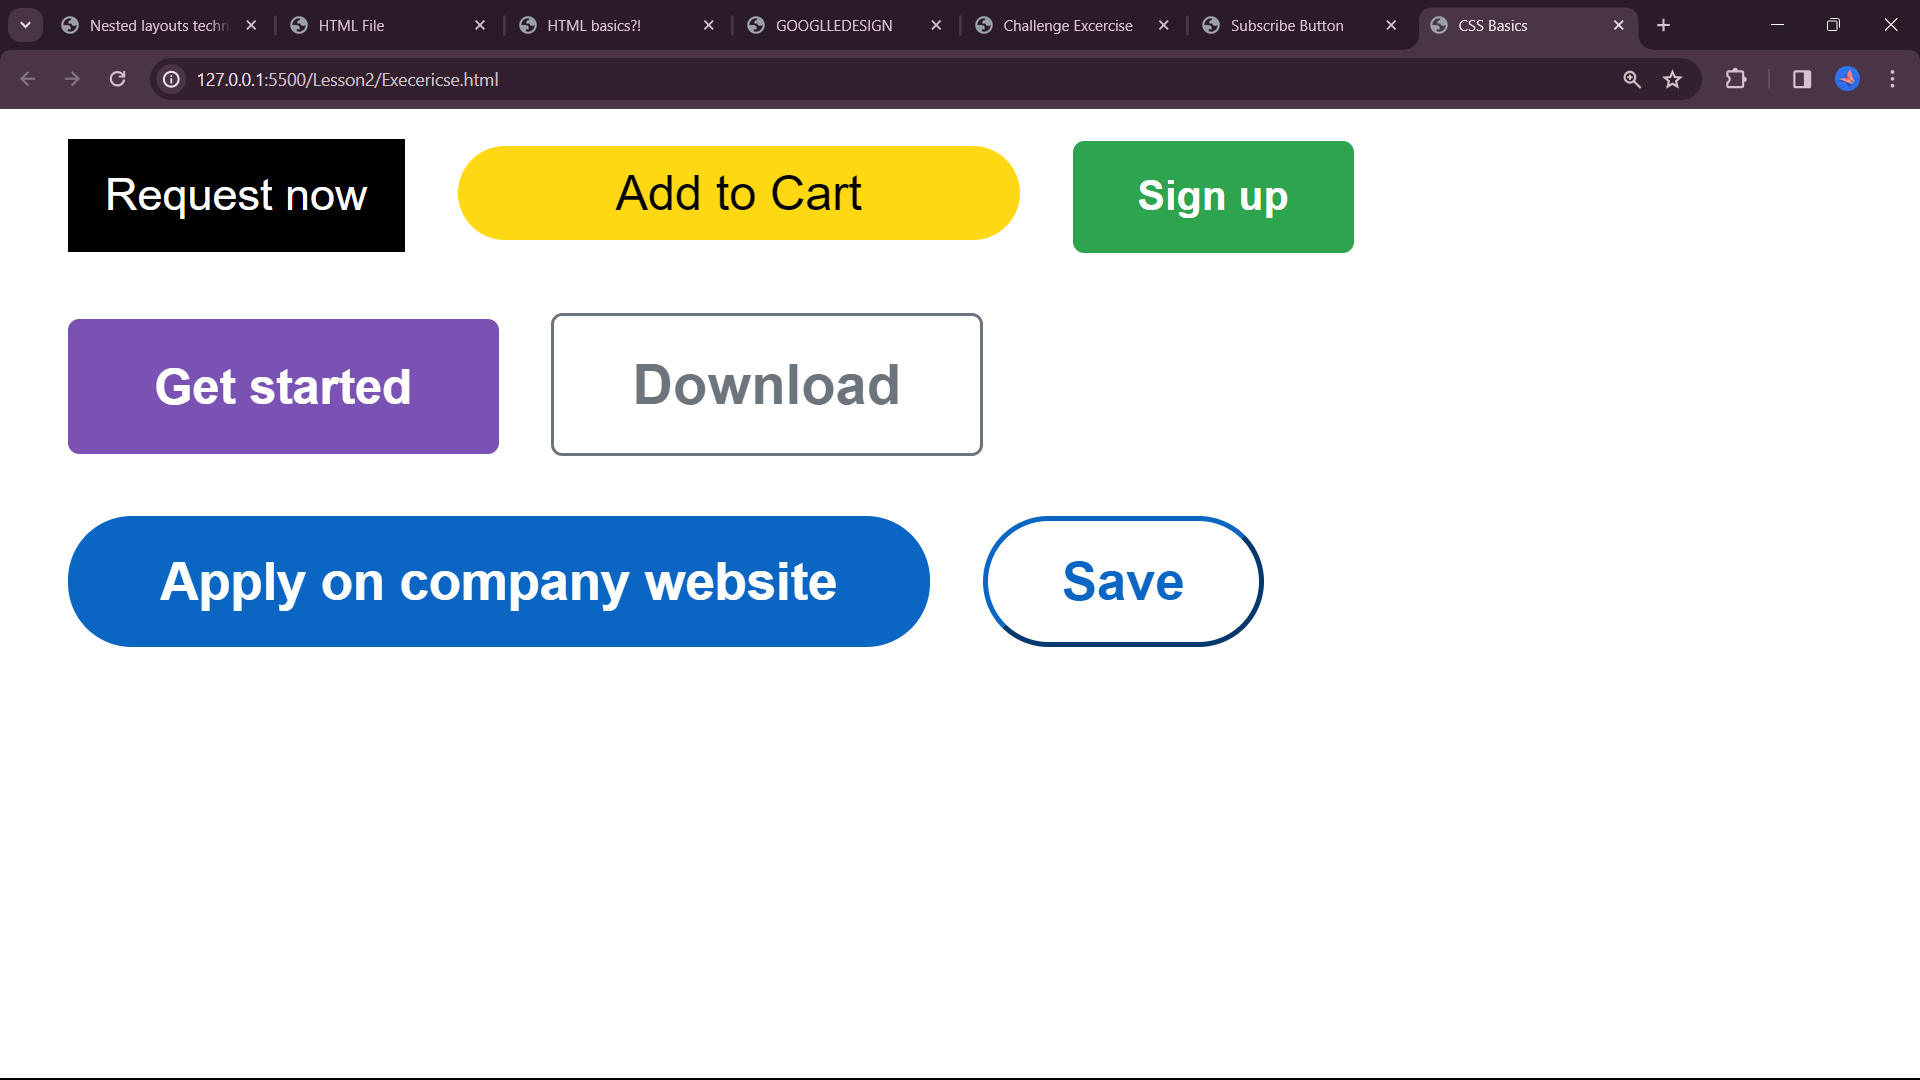 Nested layouts techn
HTML File
HTML basics?!
GOOGLLEDESIGN
Challenge Excercise
Subscribe Button
CSS Basics
127.0.0.1:5500/Lesson2/Execericse.html
Request now
Add to Cart
Sign up
Get started
Download
Apply on company website
Save